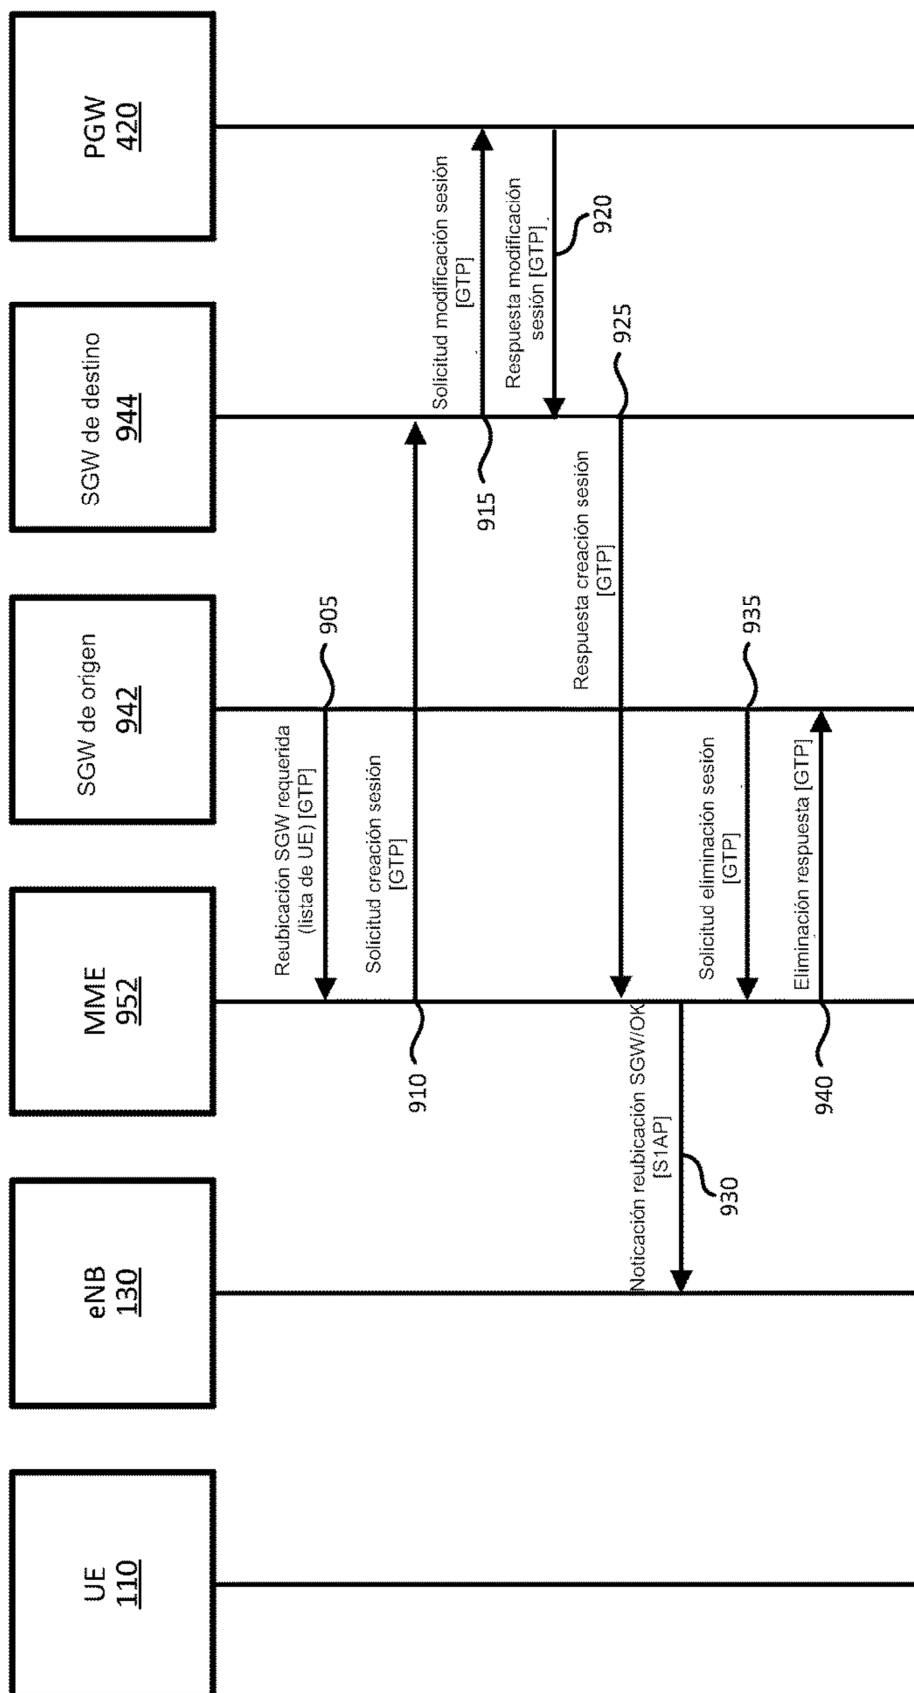 UE
110
eNB
130
MME
952
SGW de origen
942
SGW de destino
944
PGW
420
Reubicación SGW requerida
(lista de UE) [GTP]
905
Solicitud creación sesión
[GTP]
910
Solicitud modificación sesión
[GTP]
915
Respuesta modificación
sesión [GTP]
920
Respuesta creación sesión
[GTP]
925
Noticación reubicación SGW/OK
[S1AP]
930
Solicitud eliminación sesión
[GTP]
935
Eliminación respuesta [GTP]
940